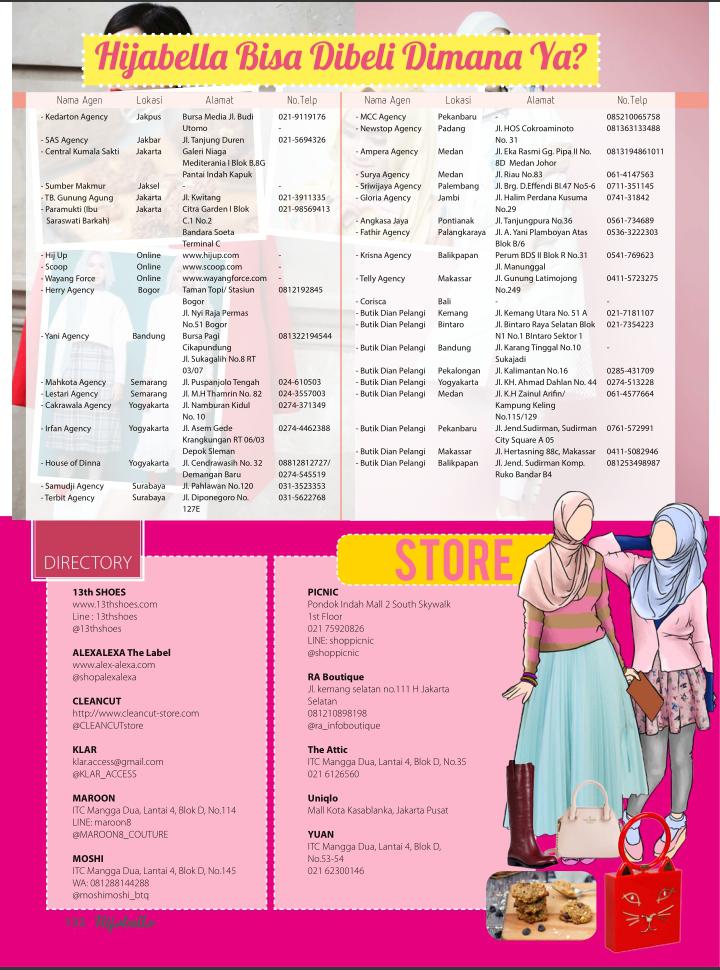 Hijabella Bisa Dibeli Dimana Ya?
Nama Agen Lokasi Alamat No.Telp
- Kedarton Agency Jakpus Bursa Media Jl. Budi 021-9119176
Utomo -
- SAS Agency Jakbar Jl. Tanjung Duren 021-5694326
- Central Kumala Sakti Jakarta Galeri Niaga
Mediterania I Blok B,8G
Pantai Indah Kapuk
- Sumber Makmur Jaksel - -
- TB. Gunung Agung Jakarta Jl. Kwitang 021-3911335
- Paramukti (Ibu Jakarta Citra Garden I Blok 021-98569413
Saraswati Barkah) C.1 No.2
Bandara Soeta
Terminal C
- Hij Up Online www.hijup.com -
- Scoop Online www.scoop.com -
- Wayang Force Online www.wayangforce.com -
- Herry Agency Bogor Taman Topi/ Stasiun 0812192845
Bogor
Jl. Nyi Raja Permas
No.51 Bogor
- Yani Agency Bandung Bursa Pagi 081322194544
Cikapundung
Jl. Sukagalih No.8 RT
03/07
- Mahkota Agency Semarang Jl. Puspanjolo Tengah 024-610503
- Lestari Agency Semarang Jl. M.H Thamrin No. 82 024-3557003
- Cakrawala Agency Yogyakarta Jl. Namburan Kidul 0274-371349
No. 10
- Irfan Agency Yogyakarta Jl. Asem Gede 0274-4462388
Krangkungan RT 06/03
Depok Sleman
- House of Dinna Yogyakarta Jl. Cendrawasih No. 32 08812812727/
Demangan Baru 0274-545519
- Samudji Agency Surabaya Jl. Pahlawan No.120 031-3523353
- Terbit Agency Surabaya Jl. Diponegoro No. 031-5622768
127E
Nama Agen Lokasi Alamat No.Telp
- MCC Agency Pekanbaru - 085210065758
- Newstop Agency Padang Jl. HOS Cokroaminoto 081363133488
No. 31
- Ampera Agency Medan Jl. Eka Rasmi Gg. Pipa II No. 0813194861011
8D Medan Johor
- Surya Agency Medan Jl. Riau No.83 061-4147563
- Sriwijaya Agency Palembang Jl. Brg. D.Effendi Bl.47 No5-6 0711-351145
- Gloria Agency Jambi Jl. Halim Perdana Kusuma 0741-31842
No.29
- Angkasa Jaya Pontianak Jl. Tanjungpura No.36 0561-734689
- Fathir Agency Palangkaraya Jl. A. Yani Plamboyan Atas 0536-3222303
Blok B/6
- Krisna Agency Balikpapan Perum BDS II Blok R No.31 0541-769623
Jl. Manunggal
- Telly Agency Makassar Jl. Gunung Latimojong 0411-5723275
No.249
- Corisca Bali - -
- Butik Dian Pelangi Kemang Jl. Kemang Utara No. 51 A 021-7181107
- Butik Dian Pelangi Bintaro Jl. Bintaro Raya Selatan Blok 021-7354223
N1 No.1 BIntaro Sektor 1
- Butik Dian Pelangi Bandung Jl. Karang Tinggal No.10 -
Sukajadi
- Butik Dian Pelangi Pekalongan Jl. Kalimantan No.16 0285-431709
- Butik Dian Pelangi Yogyakarta Jl. KH. Ahmad Dahlan No. 44 0274-513228
- Butik Dian Pelangi Medan Jl. K.H Zainul Arifin/ 061-4577664
Kampung Keling
No.115/129
- Butik Dian Pelangi Pekanbaru Jl. Jend.Sudirman, Sudirman 0761-572991
City Square A 05
- Butik Dian Pelangi Makassar Jl. Hertasning 88c, Makassar 0411-5082946
- Butik Dian Pelangi Balikpapan Jl. Jend. Sudirman Komp. 081253498987
Ruko Bandar B4
DIRECTORY
STORE
13th SHOES
www.13thshoes.com
Line : 13thshoes
@13thshoes
ALEXALEXA The Label
www.alex-alexa.com
@shopalexalexa
CLEANCUT
http://www.cleancut-store.com
@CLEANCUTstore
KLAR
klar.access@gmail.com
@KLAR_ACCESS
MAROON
ITC Mangga Dua, Lantai 4, Blok D, No.114
LINE: maroon8
@MAROON8_COUTURE
MOSHI
ITC Mangga Dua, Lantai 4, Blok D, No.145
WA: 081288144288
@moshimoshi_btq
PICNIC
Pondok Indah Mall 2 South Skywalk
1st Floor
021 75920826
LINE: shoppicnic
@shoppicnic
RA Boutique
Jl. kemang selatan no.111 H Jakarta
Selatan
081210898198
@ra_infoboutique
The Attic
ITC Mangga Dua, Lantai 4, Blok D, No.35
021 6126560
Uniqlo
Mall Kota Kasablanka, Jakarta Pusat
YUAN
ITC Mangga Dua, Lantai 4, Blok D,
No.53-54
021 62300146